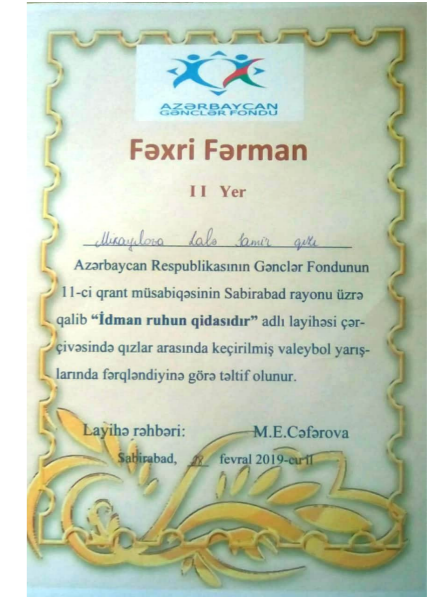 AZƏRBAYCAN
GƏNCLƏR FONDU
Fəxri Fərman
II Yer
Mikayılova Lalə Samir qızı
Azərbaycan Respublikasının Gənclər Fondunun
11-ci qrant müsabiqəsinin Sabirabad rayonu üzrə
qalib “İdman ruhun qidasıdır” adlı layihəsi çər-
çivəsində qızlar arasında keçirilmiş valeybol yarış-
larında fərqləndiyinə görə təltif olunur.
Layihə rəhbəri: M.E.Cəfərova
Sabirabad, 28 fevral 2019-cu il